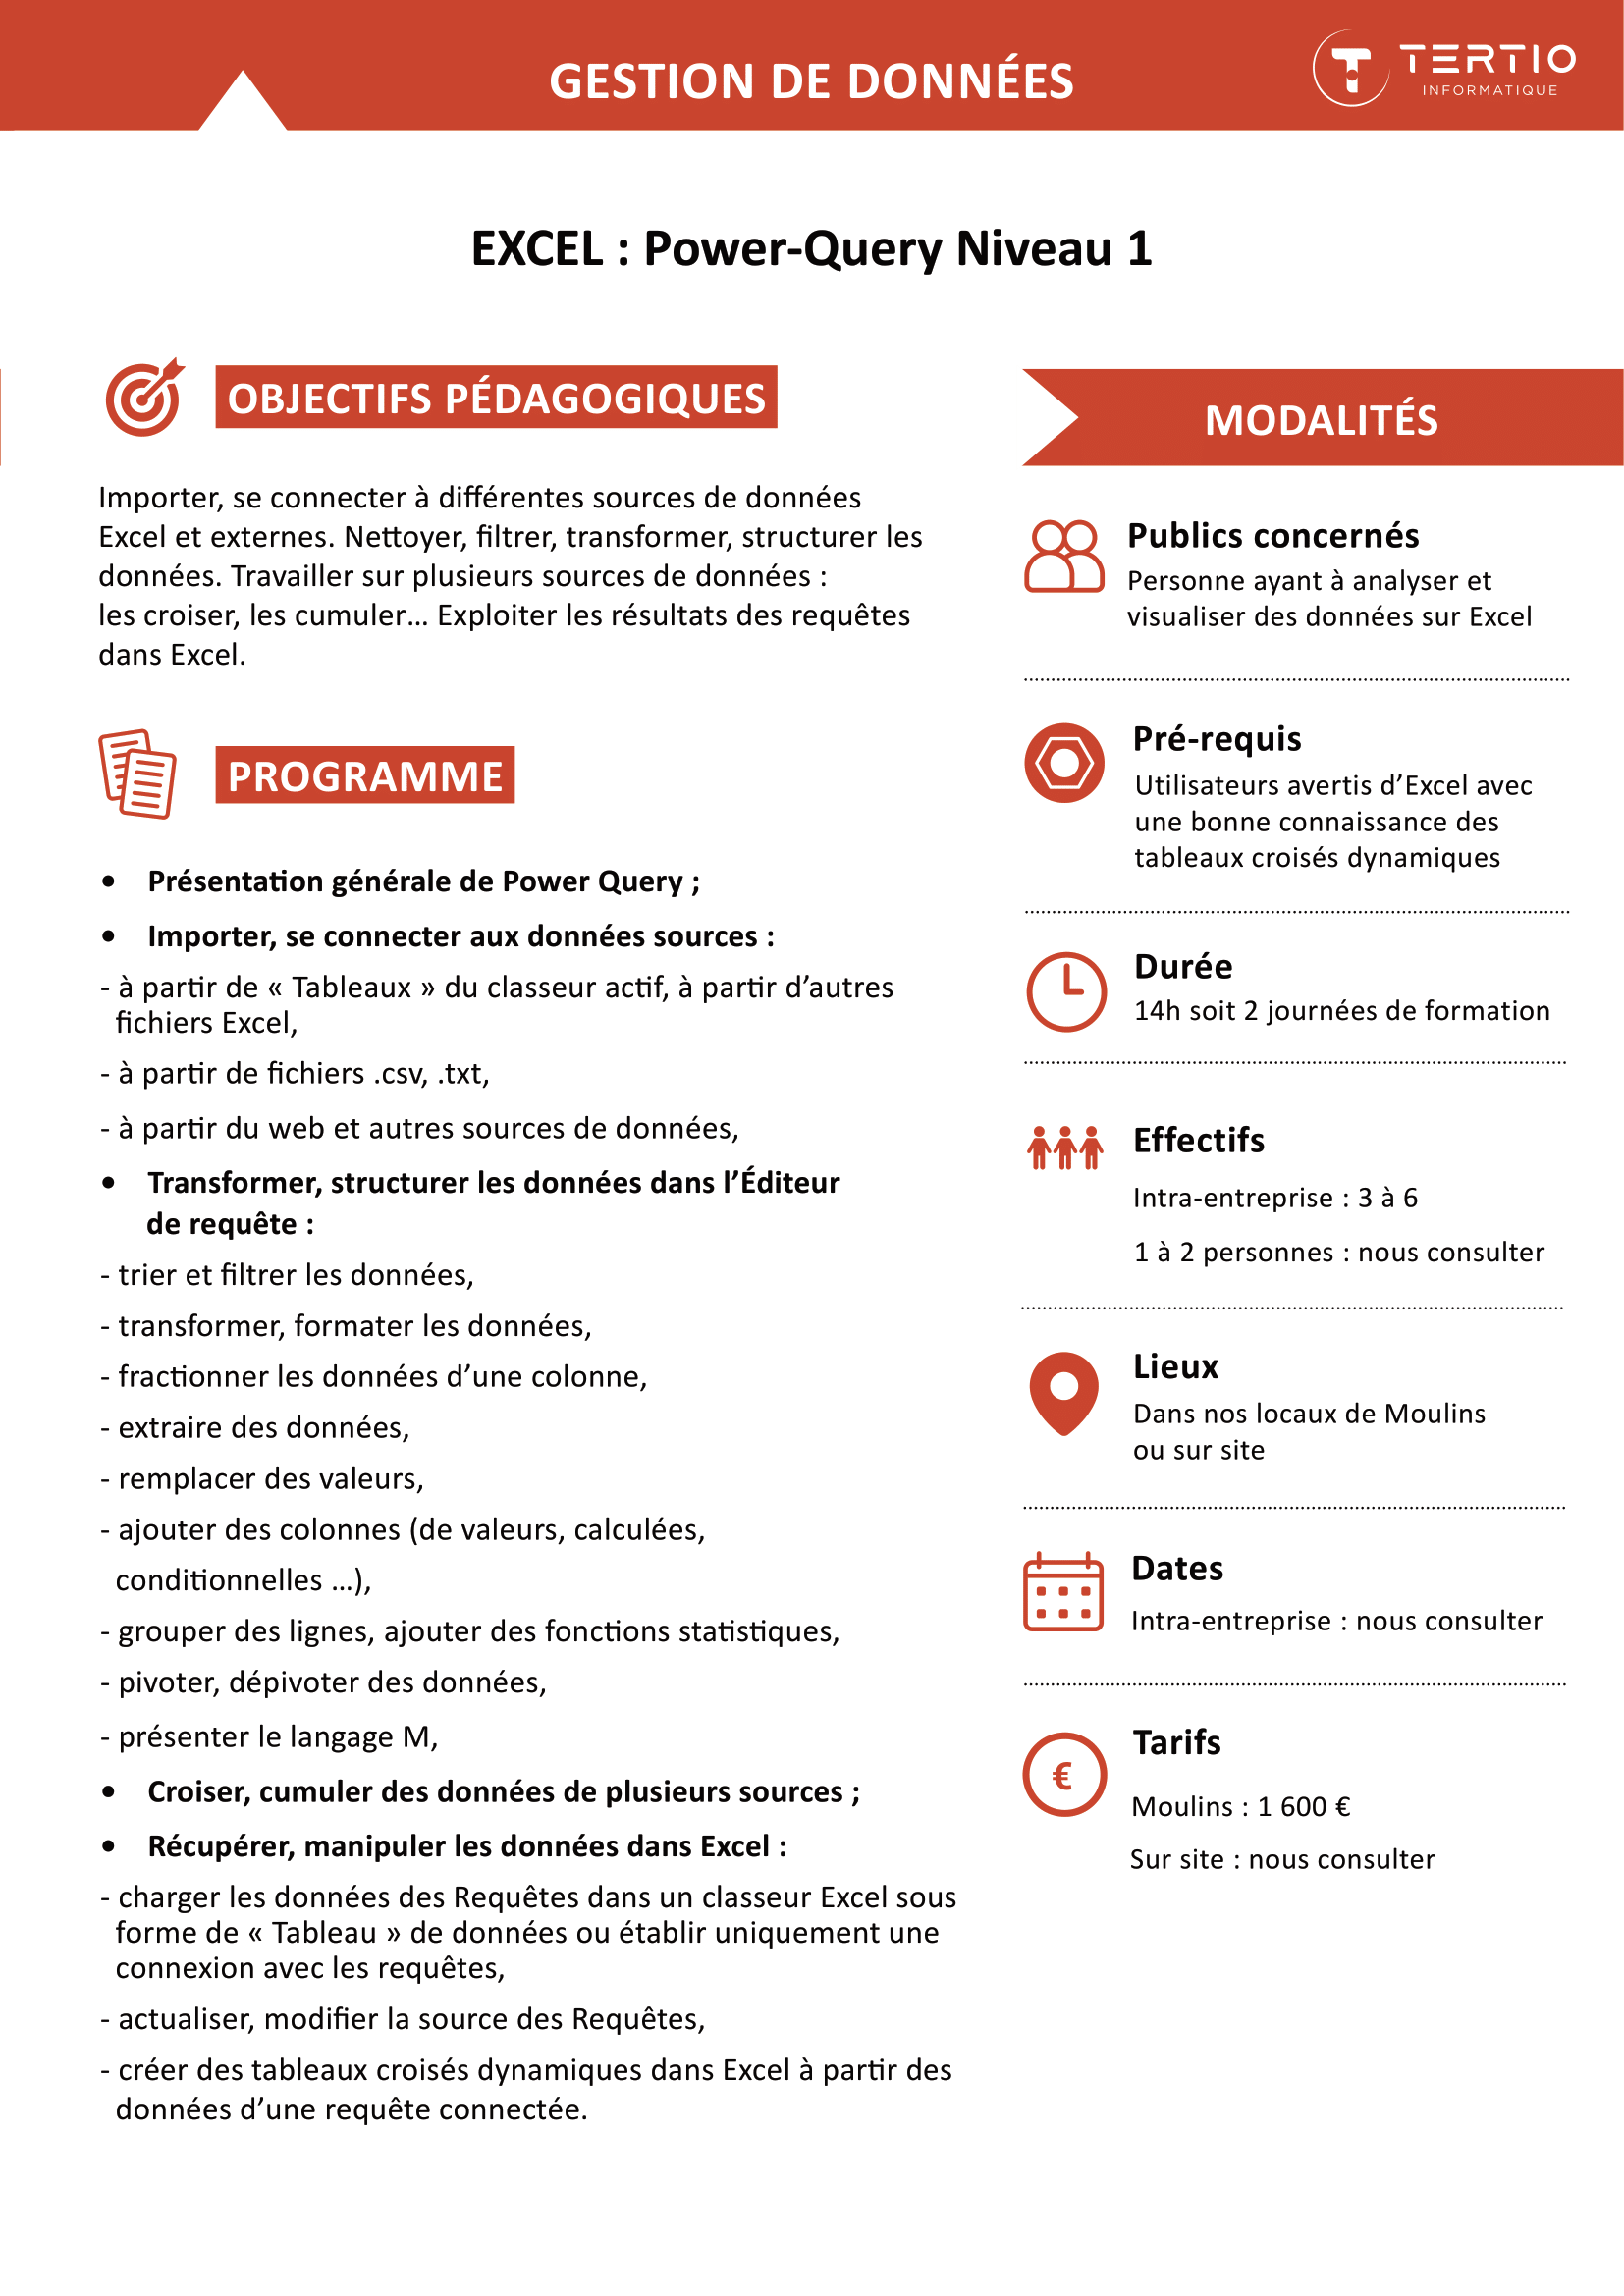 GESTION DE DONNÉES
TERTIO
INFORMATIQUE
EXCEL : Power-Query Niveau 1
OBJECTIFS PÉDAGOGIQUES
Importer, se connecter à différentes sources de données
Excel et externes. Nettoyer, filtrer, transformer, structurer les
données. Travailler sur plusieurs sources de données :
les croiser, les cumuler... Exploiter les résultats des requêtes
dans Excel.
PROGRAMME
• Présentation générale de Power Query ;
• Importer, se connecter aux données sources :
- à partir de « Tableaux » du classeur actif, à partir d’autres
fichiers Excel,
- à partir de fichiers .csv, .txt,
- à partir du web et autres sources de données,
• Transformer, structurer les données dans l’Éditeur
de requête :
- trier et filtrer les données,
- transformer, formater les données,
- fractionner les données d’une colonne,
- extraire des données,
- remplacer des valeurs,
- ajouter des colonnes (de valeurs, calculées,
conditionnelles ...),
- grouper des lignes, ajouter des fonctions statistiques,
- pivoter, dépivoter des données,
- présenter le langage M,
• Croiser, cumuler des données de plusieurs sources ;
• Récupérer, manipuler les données dans Excel :
- charger les données des Requêtes dans un classeur Excel sous
forme de « Tableau » de données ou établir uniquement une
connexion avec les requêtes,
- actualiser, modifier la source des Requêtes,
- créer des tableaux croisés dynamiques dans Excel à partir des
données d’une requête connectée.
MODALITÉS
Publics concernés
Personne ayant à analyser et
visualiser des données sur Excel
Pré-requis
Utilisateurs avertis d’Excel avec
une bonne connaissance des
tableaux croisés dynamiques
Durée
14h soit 2 journées de formation
Effectifs
Intra-entreprise : 3 à 6
1 à 2 personnes : nous consulter
Lieux
Dans nos locaux de Moulins
ou sur site
Dates
Intra-entreprise : nous consulter
€
Tarifs
Moulins : 1 600 €
Sur site : nous consulter